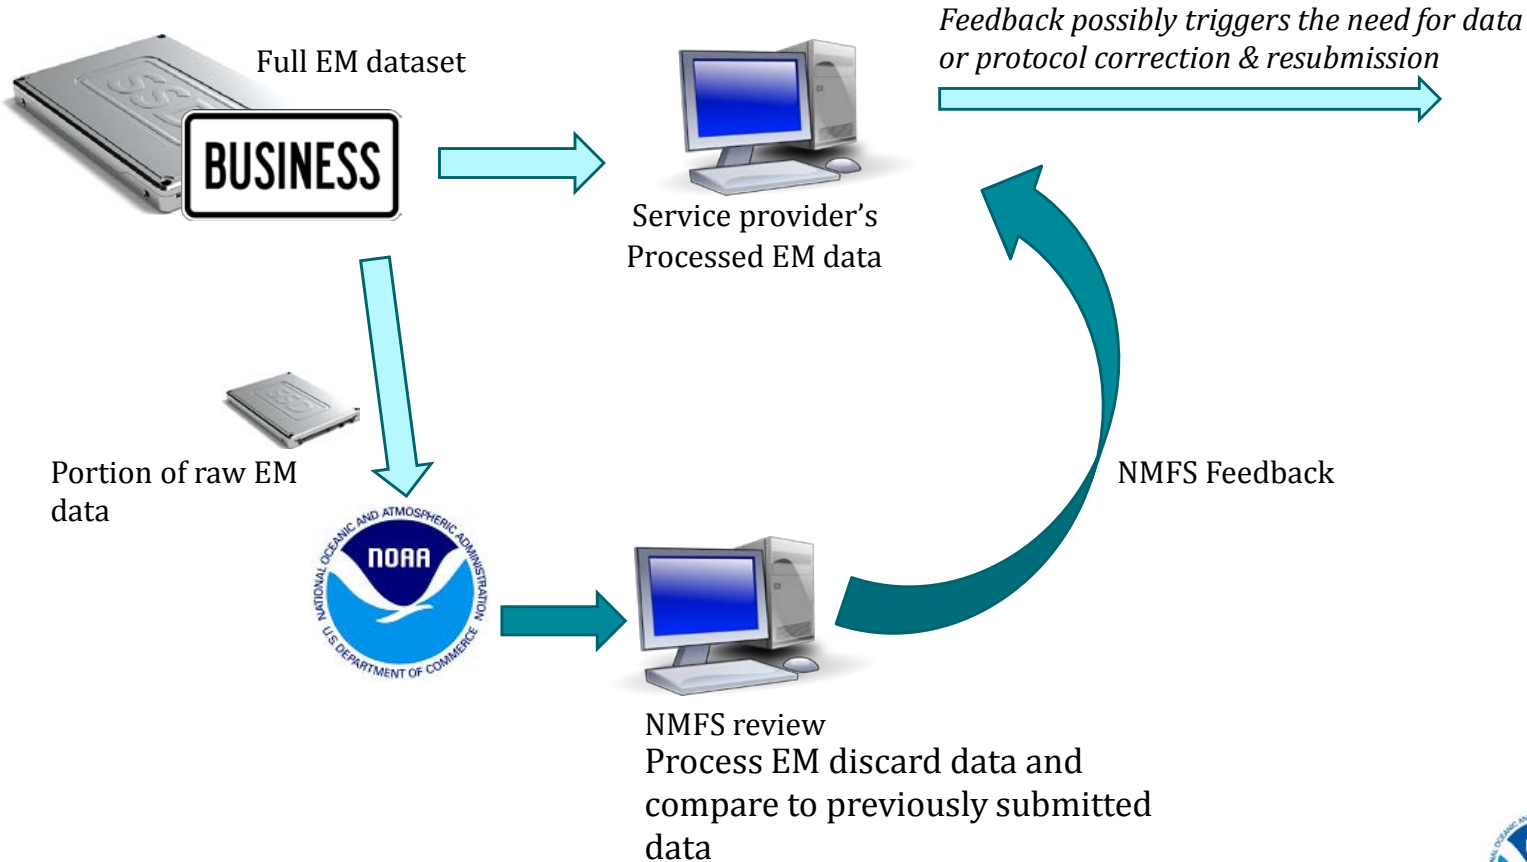 Feedback possibly triggers the need for data
or protocol correction & resubmission
Full EM dataset
SSD
BUSINESS
Service provider’s
Processed EM data
SSD
Portion of raw EM
data
NMFS Feedback
NATIONAL OCEANIC AND ATMOSPHERIC ADMINISTRATION
NOAA
U.S. DEPARTMENT OF COMMERCE
NMFS review
Process EM discard data and
compare to previously submitted
data